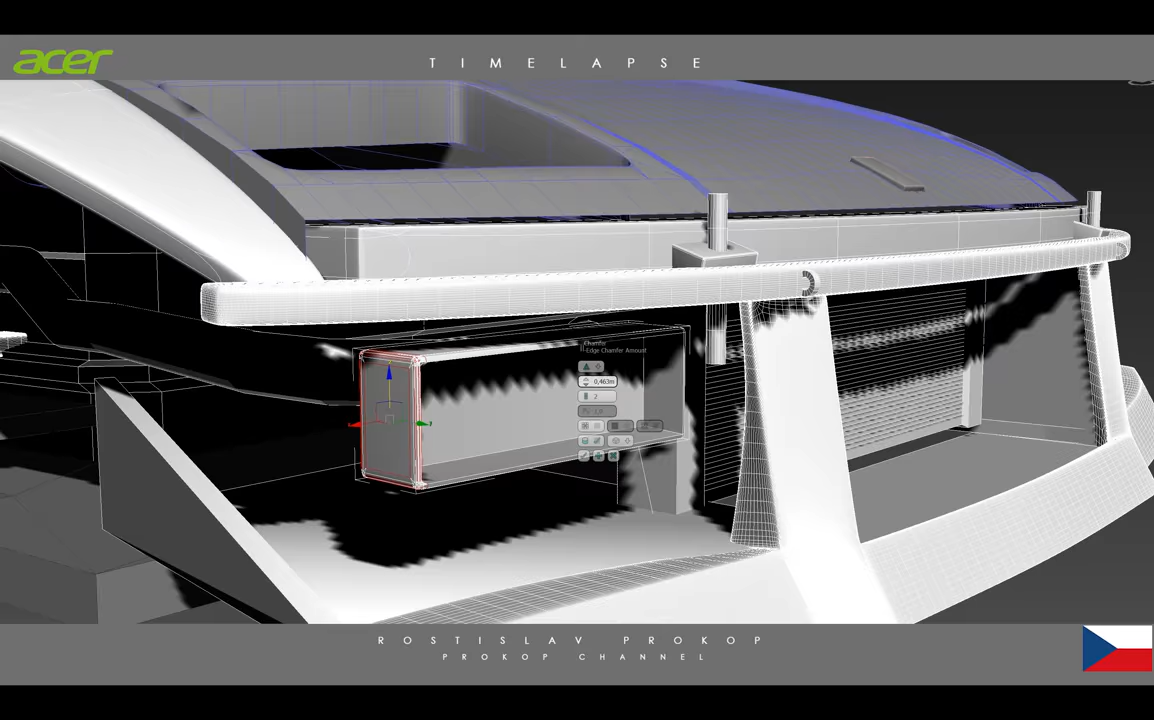 acer
TIMELAPSE
Chamfer
Edge Chamfer Amount
0,463m
2
ROSTISLAV PROKOP
PROKOP CHANNEL